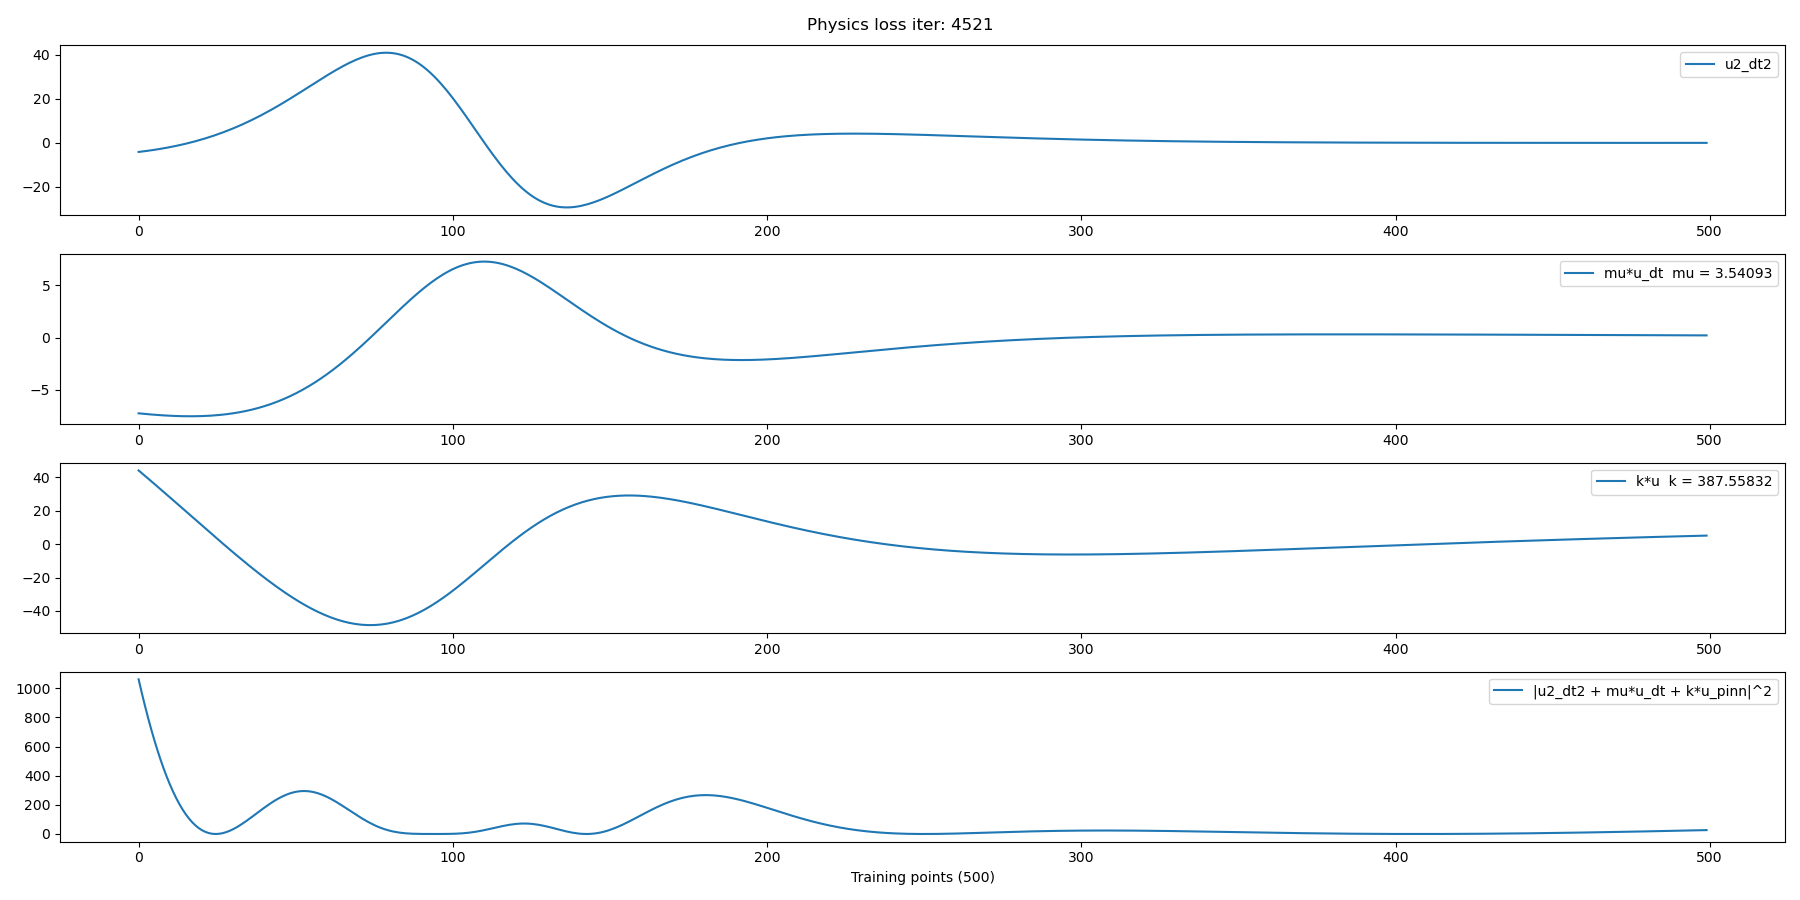 Physics loss iter: 4521
40
20
0
−20
u2_dt2
0 100 200 300 400 500
5
0
−5
mu*u_dt  mu = 3.54093
0 100 200 300 400 500
40
20
0
−20
−40
k*u  k = 387.55832
0 100 200 300 400 500
1000
800
600
400
200
0
|u2_dt2 + mu*u_dt + k*u_pinn|^2
0 100 200 300 400 500
Training points (500)